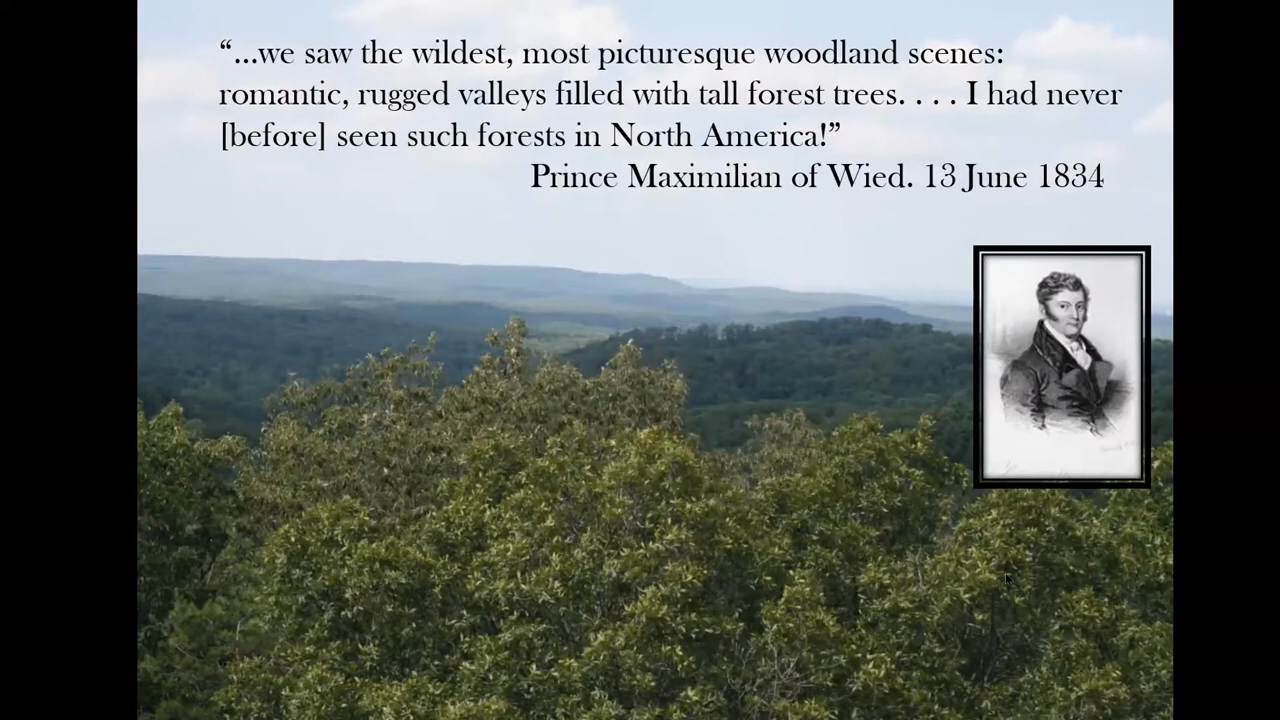 “...we saw the wildest, most picturesque woodland scenes:
romantic, rugged valleys filled with tall forest trees. . . . I had never
[before] seen such forests in North America!”
Prince Maximilian of Wied. 13 June 1834